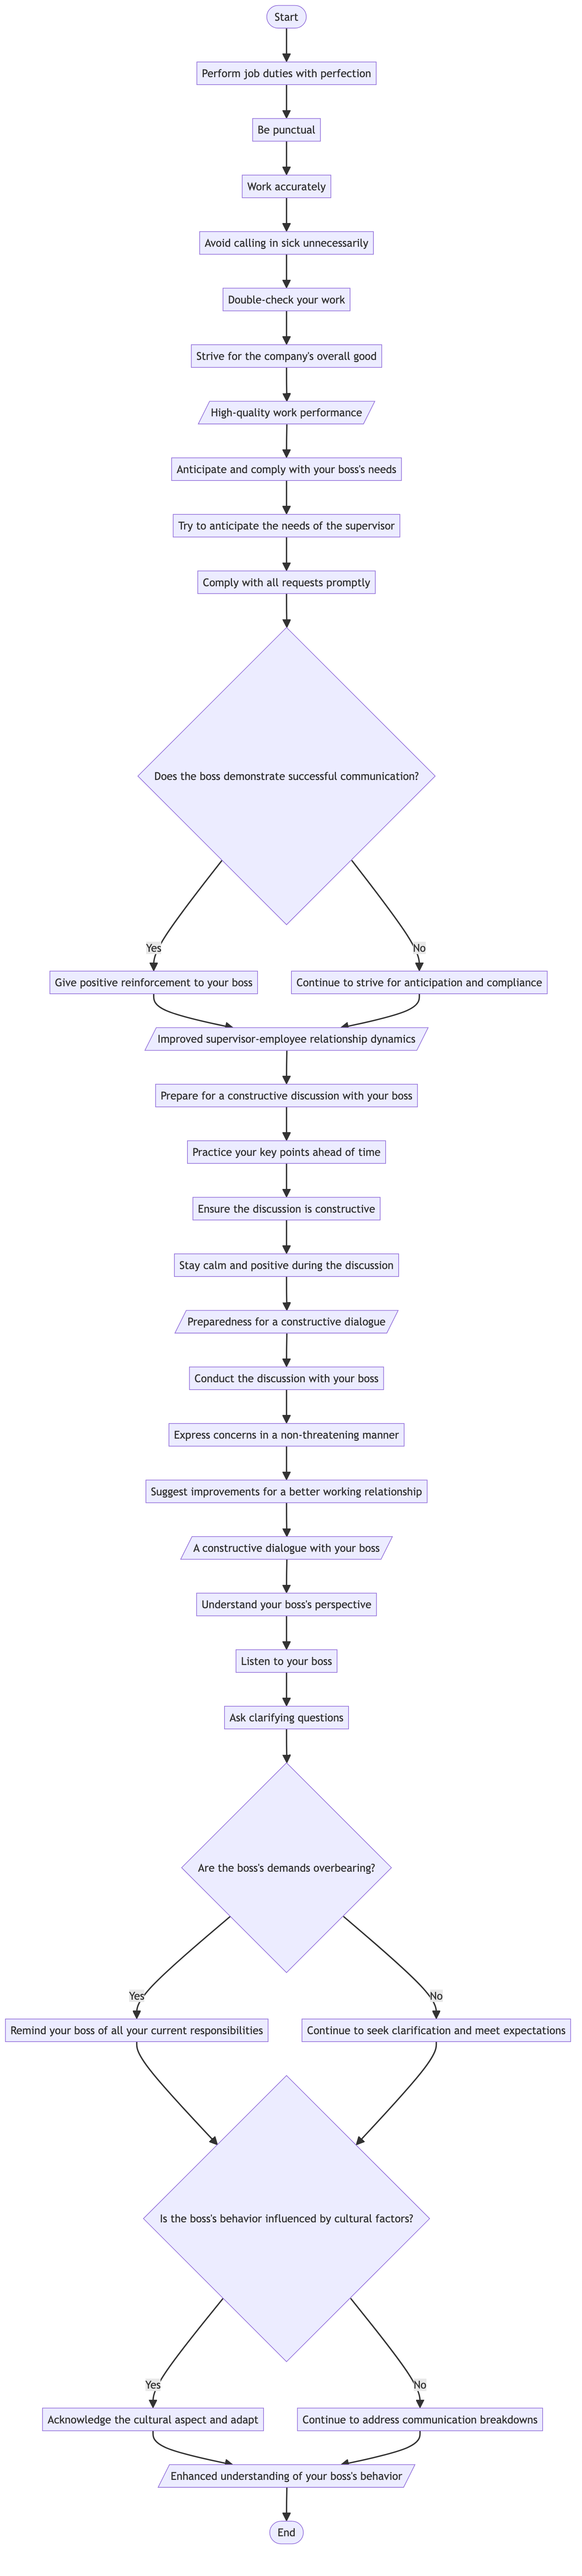 Start
Perform job duties with perfection
Be punctual
Work accurately
Avoid calling in sick unnecessarily
Double-check your work
Strive for the company's overall good
High-quality work performance
Anticipate and comply with your boss's needs
Try to anticipate the needs of the supervisor
Comply with all requests promptly
Does the boss demonstrate successful communication?
Yes
No
Give positive reinforcement to your boss
Continue to strive for anticipation and compliance
Improved supervisor-employee relationship dynamics
Prepare for a constructive discussion with your boss
Practice your key points ahead of time
Ensure the discussion is constructive
Stay calm and positive during the discussion
Preparedness for a constructive dialogue
Conduct the discussion with your boss
Express concerns in a non-threatening manner
Suggest improvements for a better working relationship
A constructive dialogue with your boss
Understand your boss's perspective
Listen to your boss
Ask clarifying questions
Are the boss's demands overbearing?
Yes
No
Remind your boss of all your current responsibilities
Continue to seek clarification and meet expectations
Is the boss's behavior influenced by cultural factors?
Yes
No
Acknowledge the cultural aspect and adapt
Continue to address communication breakdowns
Enhanced understanding of your boss's behavior
End